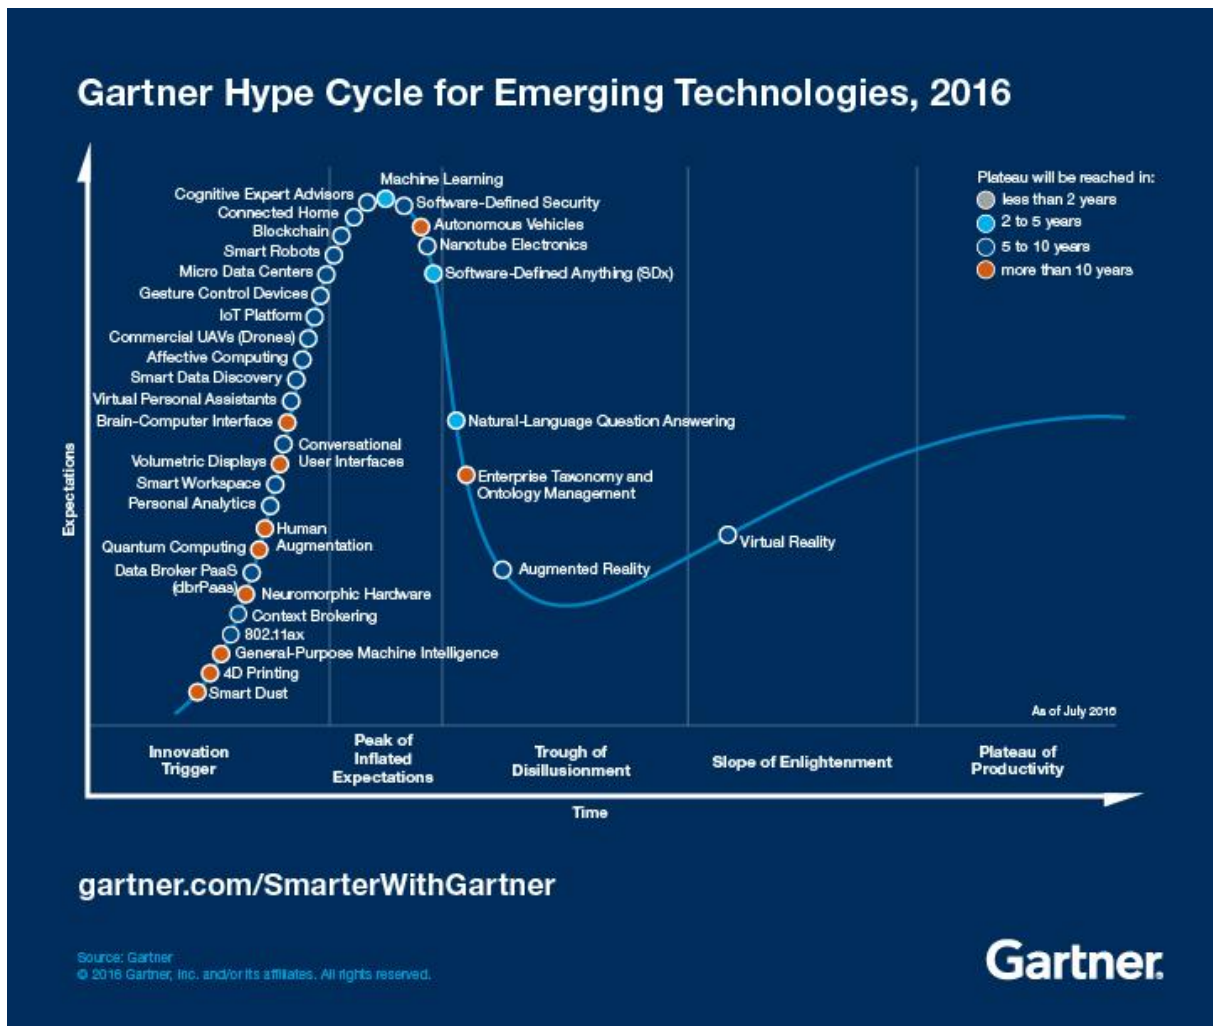 Gartner Hype Cycle for Emerging Technologies, 2016
Expectations
Machine Learning
Cognitive Expert Advisors
Software-Defined Security
Connected Home
Autonomous Vehicles
Blockchain
Nanotube Electronics
Smart Robots
Micro Data Centers
Software-Defined Anything (SDx)
Gesture Control Devices
IoT Platform
Commercial UAVs (Drones)
Affective Computing
Smart Data Discovery
Virtual Personal Assistants
Brain-Computer Interface
Natural-Language Question Answering
Conversational
User Interfaces
Volumetric Displays
Smart Workspace
Enterprise Taxonomy and
Ontology Management
Personal Analytics
Human
Augmentation
Quantum Computing
Virtual Reality
Data Broker PaaS
(dbrPaas)
Augmented Reality
Neuromorphic Hardware
Context Brokering
802.11ax
General-Purpose Machine Intelligence
4D Printing
Smart Dust
Plateau will be reached in:
less than 2 years
2 to 5 years
5 to 10 years
more than 10 years
As of July 2016
Innovation
Trigger
Peak of
Inflated
Expectations
Trough of
Disillusionment
Slope of Enlightenment
Plateau of
Productivity
Time
gartner.com/SmarterWithGartner
Source: Gartner
© 2016 Gartner, Inc. and/or its affiliates. All rights reserved.
Gartner.